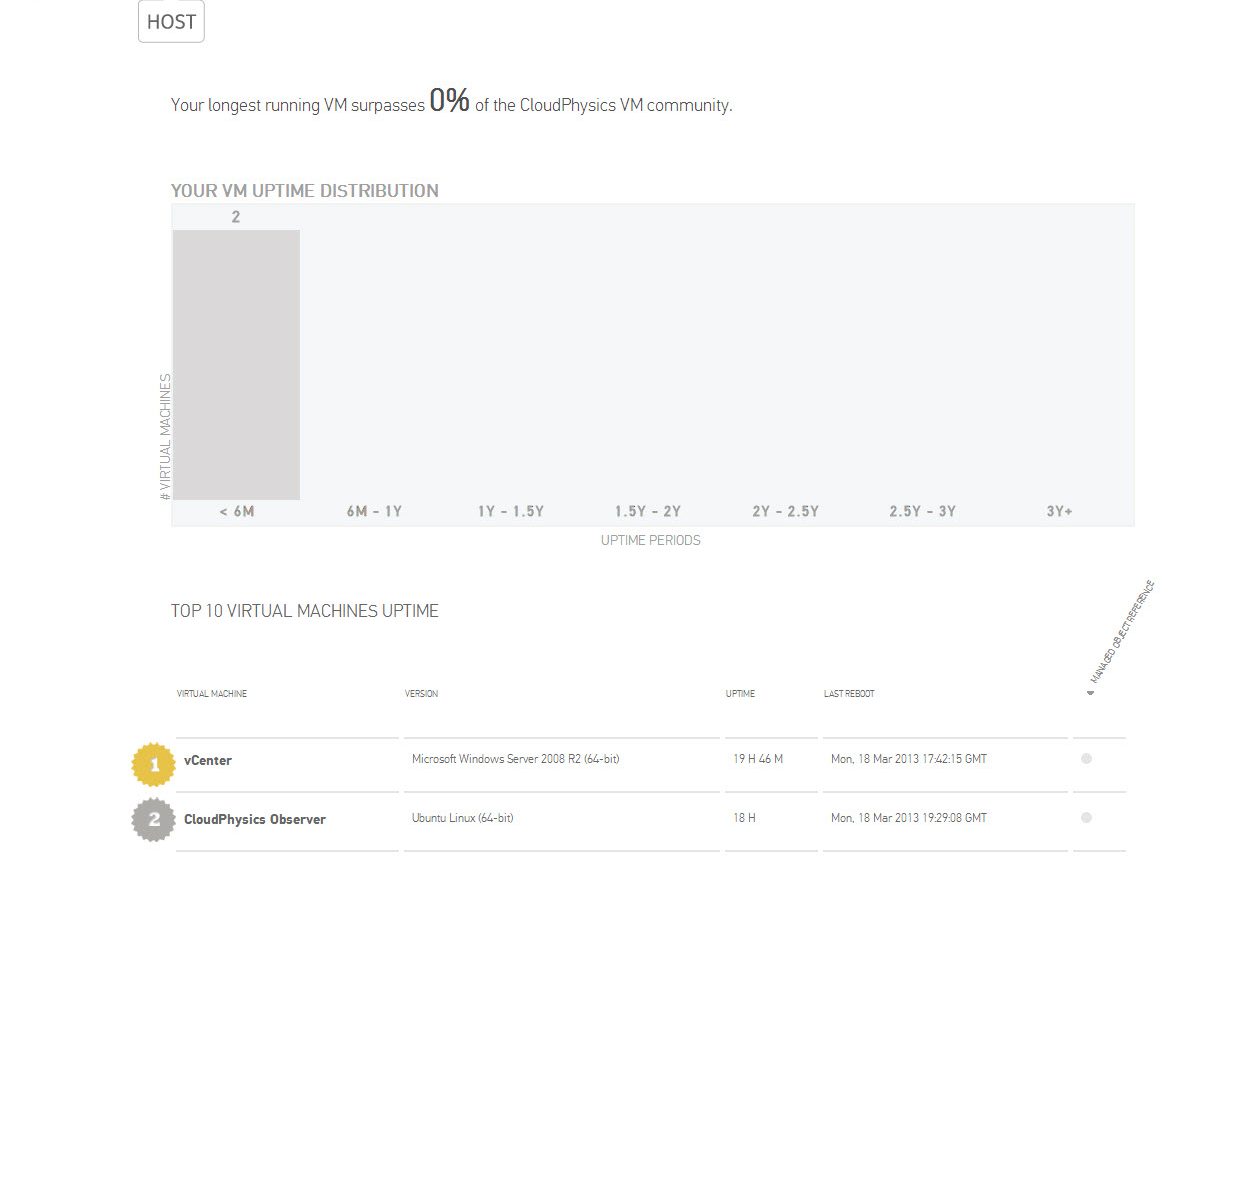 HOST
Your longest running VM surpasses 0% of the CloudPhysics VM community.
YOUR VM UPTIME DISTRIBUTION
2
# VIRTUAL MACHINES
< 6M 6M - 1Y 1Y - 1.5Y 1.5Y - 2Y 2Y - 2.5Y 2.5Y - 3Y 3Y+
UPTIME PERIODS
TOP 10 VIRTUAL MACHINES UPTIME
MANAGED OBJECT REFERENCE
VIRTUAL MACHINE VERSION UPTIME LAST REBOOT
1 vCenter Microsoft Windows Server 2008 R2 (64-bit) 19 H 46 M Mon, 18 Mar 2013 17:42:15 GMT
2 CloudPhysics Observer Ubuntu Linux (64-bit) 18 H Mon, 18 Mar 2013 19:29:08 GMT